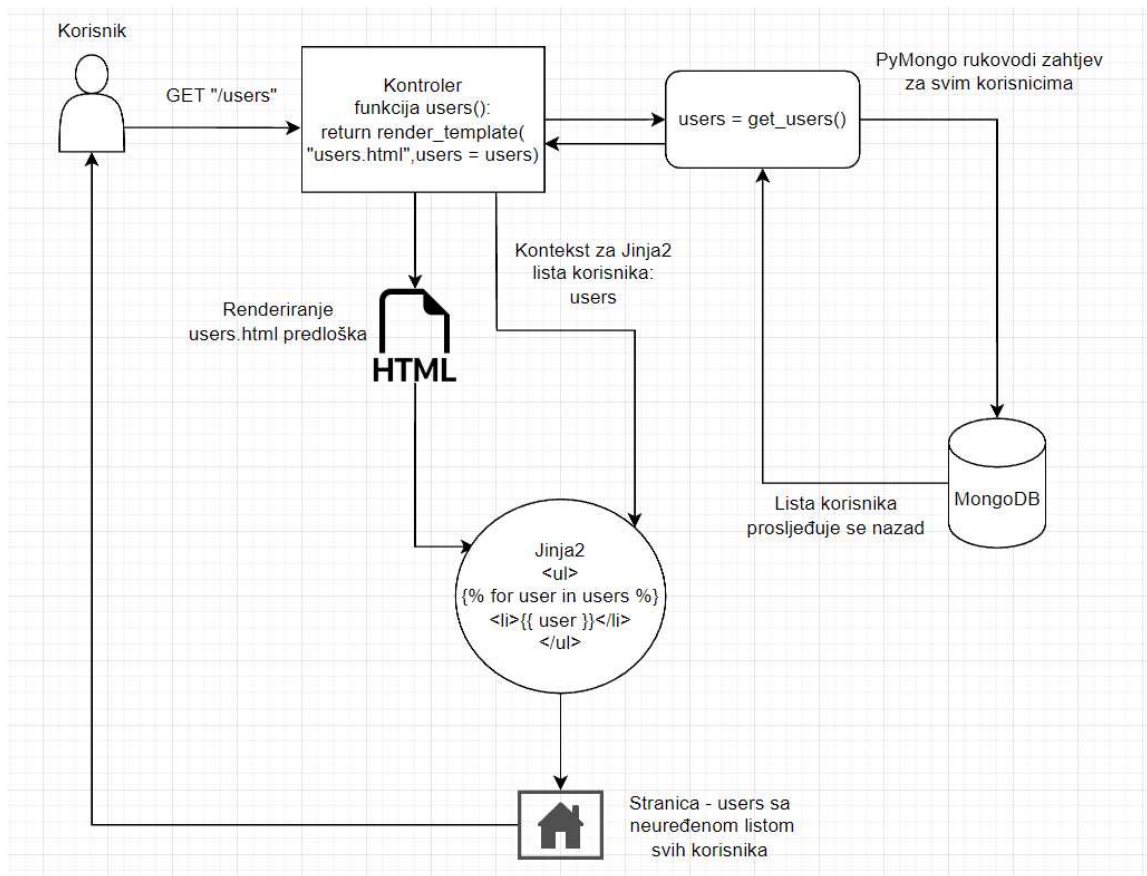 Korisnik
GET "/users"
Kontroler
funkcija users():
return render_template(
"users.html",users = users)
users = get_users()
PyMongo rukovodi zahtjev
za svim korisnicima
Kontekst za Jinja2
lista korisnika:
users
Renderiranje
users.html predloška
HTML
MongoDB
Lista korisnika
prosljeđuje se nazad
Jinja2
<ul>
{% for user in users %}
<li>{{ user }}</li>
</ul>
Stranica - users sa
neuređenom listom
svih korisnika